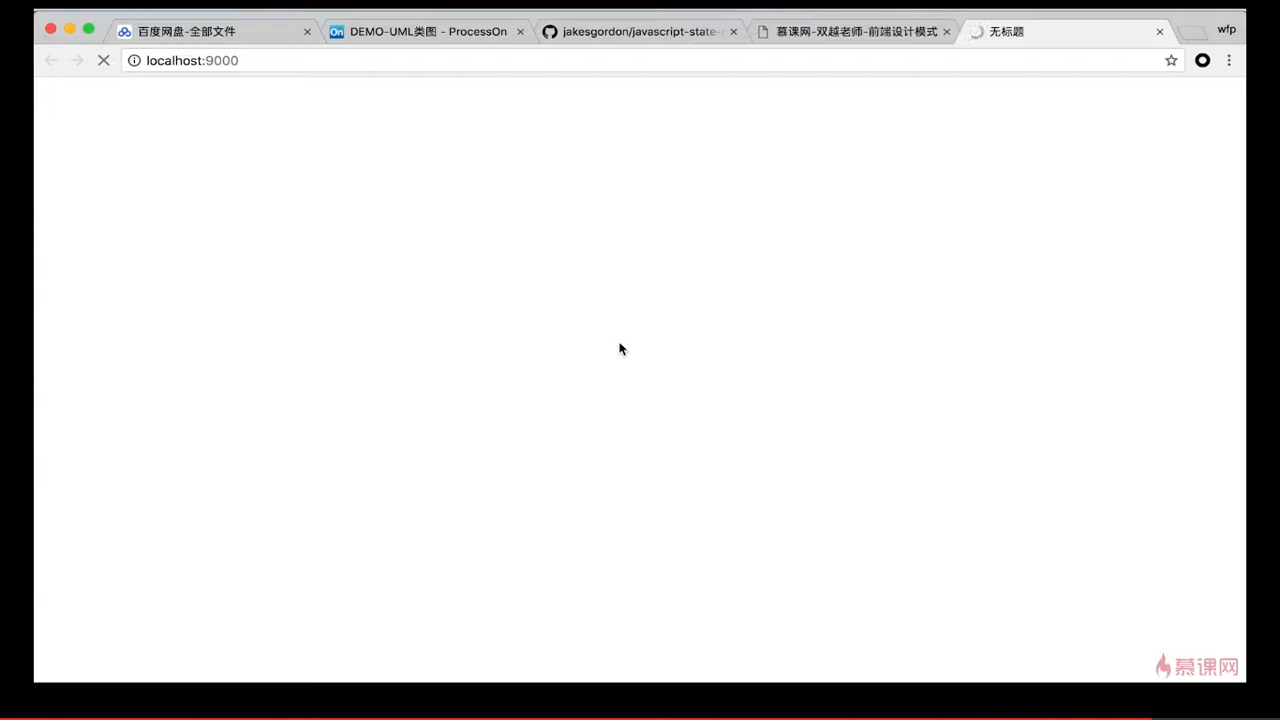 百度网盘-全部文件
On DEMO-UML类图 - ProcessOn
jakesgordon/javascript-state-
慕课网-双越老师-前端设计模式
无标题
wfp
localhost:9000
慕课网